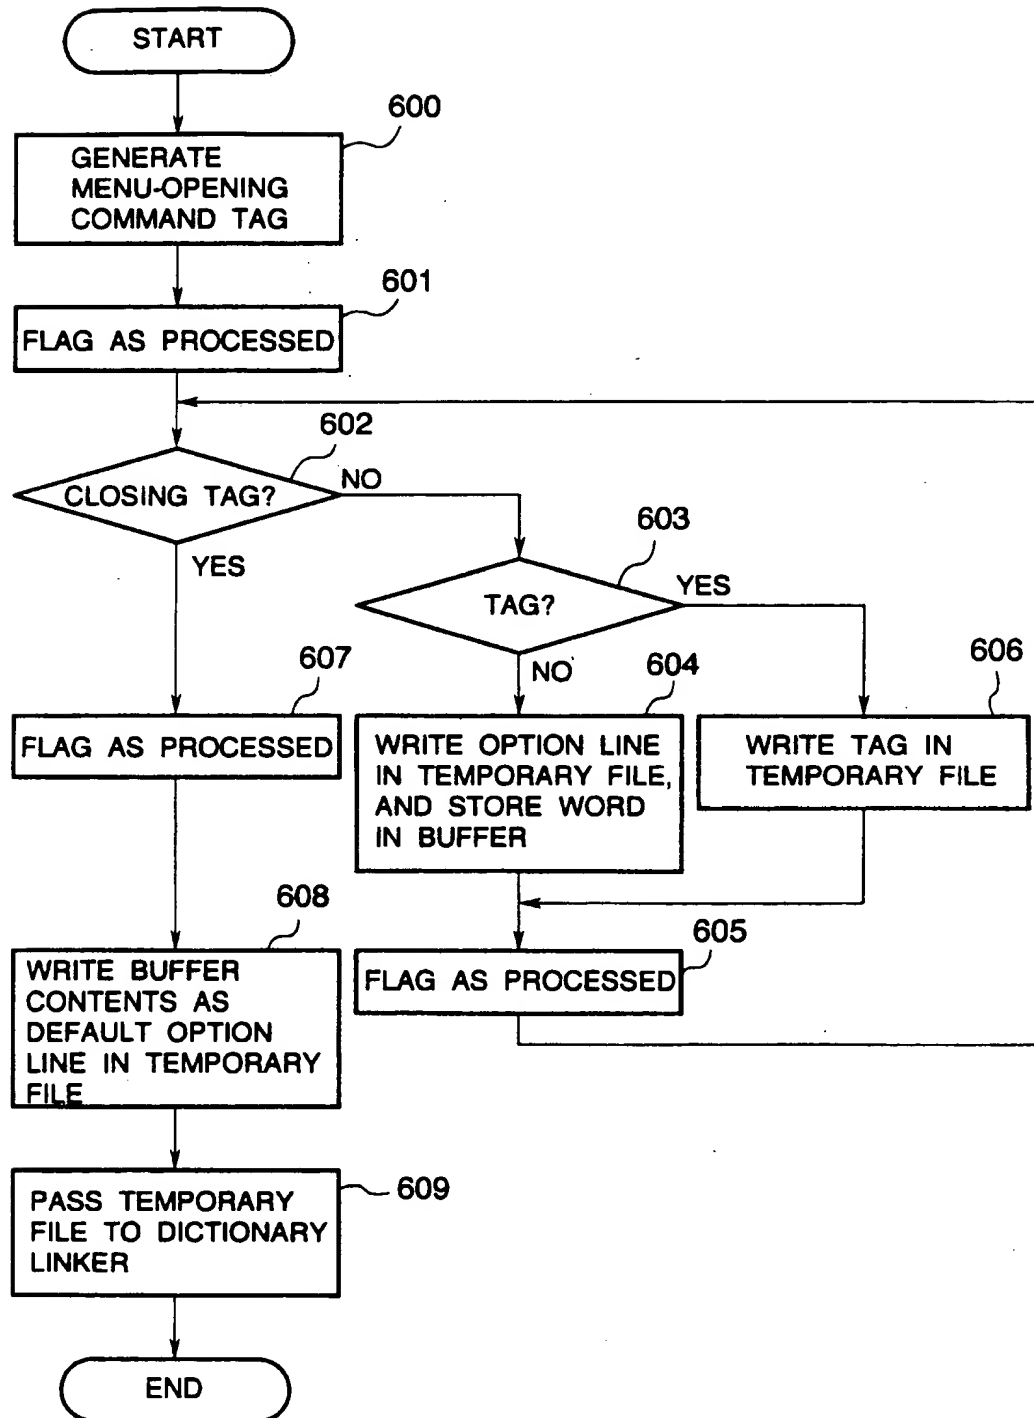 START
600
GENERATE
MENU-OPENING
COMMAND TAG
601
FLAG AS PROCESSED
602
CLOSING TAG?
NO
YES
603
TAG?
YES
NO
607
FLAG AS PROCESSED
604
WRITE OPTION LINE
IN TEMPORARY FILE,
AND STORE WORD
IN BUFFER
606
WRITE TAG IN
TEMPORARY FILE
608
WRITE BUFFER
CONTENTS AS
DEFAULT OPTION
LINE IN TEMPORARY
FILE
605
FLAG AS PROCESSED
609
PASS TEMPORARY
FILE TO DICTIONARY
LINKER
END